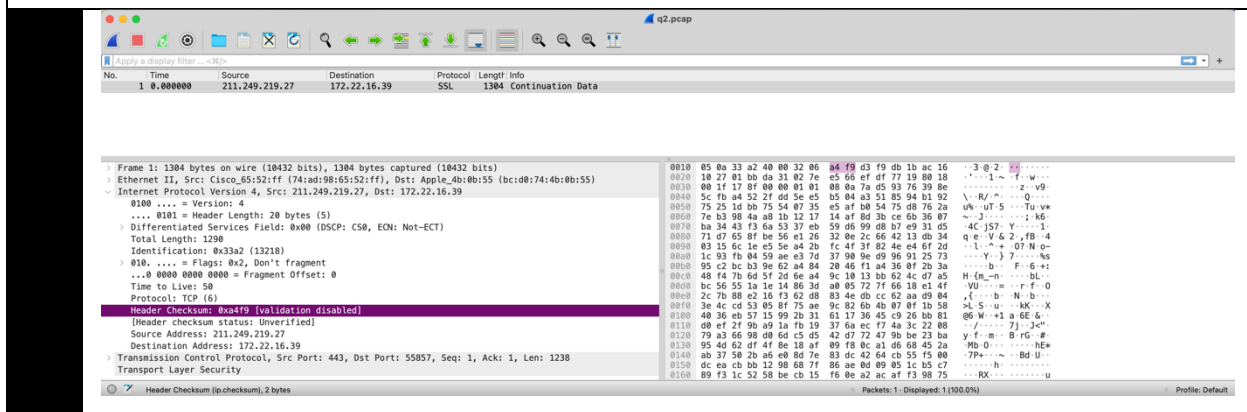 q2.pcap
Apply a display filter ... <⌘/>
No. Time Source Destination Protocol Length Info
1 0.000000 211.249.219.27 172.22.16.39 SSL 1304 Continuation Data
Frame 1: 1304 bytes on wire (10432 bits), 1304 bytes captured (10432 bits)
Ethernet II, Src: Cisco_65:52:ff (74:ad:98:65:52:ff), Dst: Apple_4b:0b:55 (bc:d0:74:4b:0b:55)
Internet Protocol Version 4, Src: 211.249.219.27, Dst: 172.22.16.39
0100 .... = Version: 4
.... 0101 = Header Length: 20 bytes (5)
Differentiated Services Field: 0x00 (DSCP: CS0, ECN: Not-ECT)
Total Length: 1290
Identification: 0x33a2 (13218)
010. .... = Flags: 0x2, Don't fragment
...0 0000 0000 0000 = Fragment Offset: 0
Time to Live: 50
Protocol: TCP (6)
Header Checksum: 0xa4f9 [validation disabled]
[Header checksum status: Unverified]
Source Address: 211.249.219.27
Destination Address: 172.22.16.39
Transmission Control Protocol, Src Port: 443, Dst Port: 55857, Seq: 1, Ack: 1, Len: 1238
Transport Layer Security
0010 05 0a 33 a2 40 00 32 06 a4 f9 d3 f9 db 1b ac 16
0020 10 27 01 bb da 31 02 7e e5 66 ef df 77 19 80 18
0030 00 1f 17 8f 00 00 01 01 08 0a 7a d5 93 76 39 8e
0040 5c fb a4 52 2f dd 5e e5 b5 04 a3 51 85 94 b1 92
0050 75 25 1d bb 75 54 07 35 e5 af b0 54 75 d8 76 2a
0060 7e b3 98 4a a8 1b 12 17 14 af 8d 3b ce 6b 36 07
0070 ba 34 43 f3 6a 53 37 eb 59 d6 99 d8 b7 e9 31 d5
0080 71 d7 65 8f be 56 e1 26 32 0e 2c 66 42 13 db 34
0090 03 15 6c 1e e5 5e a4 2b fc 4f 3f 82 4e e4 6f 2d
00a0 1c 93 fb 04 59 ae e3 7d 37 90 9e d9 96 91 25 73
00b0 95 c2 bc b3 9e 62 a4 84 20 46 f1 a4 36 0f 2b 3a
00c0 48 f4 7b 6d 5f 2d 6e a4 9c 10 13 bb 62 4c d7 a5
00d0 bc 56 55 1a 1e 14 86 3d a0 05 72 7f 66 18 e1 4f
00e0 2c 7b 88 e2 16 f3 62 d8 83 4e db cc 62 aa d9 04
00f0 3e 4c cd 53 05 8f 75 ae 9c 82 6b 4b 07 0f 1b 58
0100 40 36 eb 57 15 99 2b 31 61 17 36 45 c9 26 bb 81
0110 d0 ef 2f 9b a9 1a fb 19 37 6a ec f7 4a 3c 22 08
0120 79 a3 66 98 d0 6d c5 d5 42 d7 72 47 9b be 23 ba
0130 95 4d 62 df 4f 8e 18 af 09 f8 0c a1 d6 68 45 2a
0140 ab 37 50 2b a6 e0 8d 7e 83 dc 42 64 cb 55 f5 00
0150 dc ea cb bb 12 98 68 7f 86 ae 0d 09 05 1c b5 c7
0160 89 f3 1c 52 58 be cb 15 f6 0e a2 ac af f3 98 75
Header Checksum (ip.checksum), 2 bytes
Packets: 1 · Displayed: 1 (100.0%)
Profile: Default